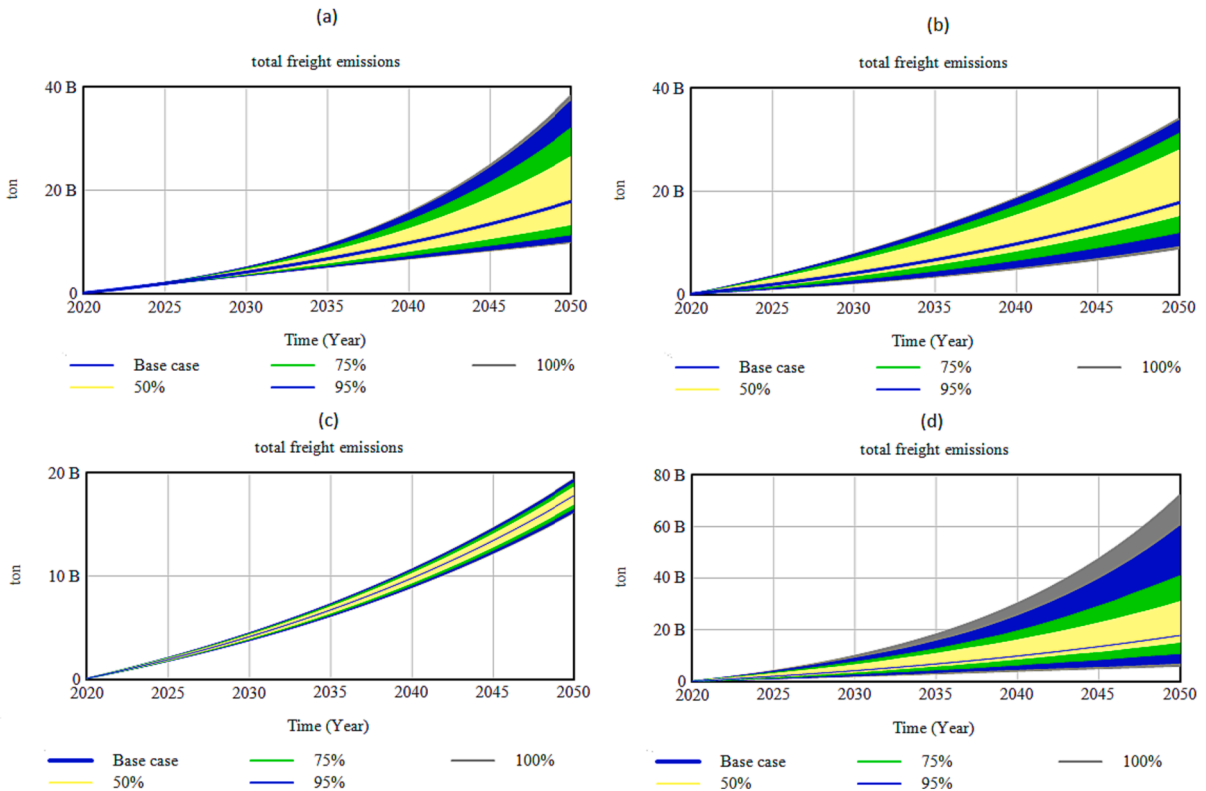 (a)
total freight emissions
40 B
20 B
0
ton
2020 2025 2030 2035 2040 2045 2050
Time (Year)
Base case 75% 100%
50% 95%
(b)
total freight emissions
40 B
20 B
0
ton
2020 2025 2030 2035 2040 2045 2050
Time (Year)
Base case 75% 100%
50% 95%
(c)
total freight emissions
20 B
10 B
0
ton
2020 2025 2030 2035 2040 2045 2050
Time (Year)
Base case 75% 100%
50% 95%
(d)
total freight emissions
80 B
60 B
40 B
20 B
0
ton
2020 2025 2030 2035 2040 2045 2050
Time (Year)
Base case 75% 100%
50% 95%